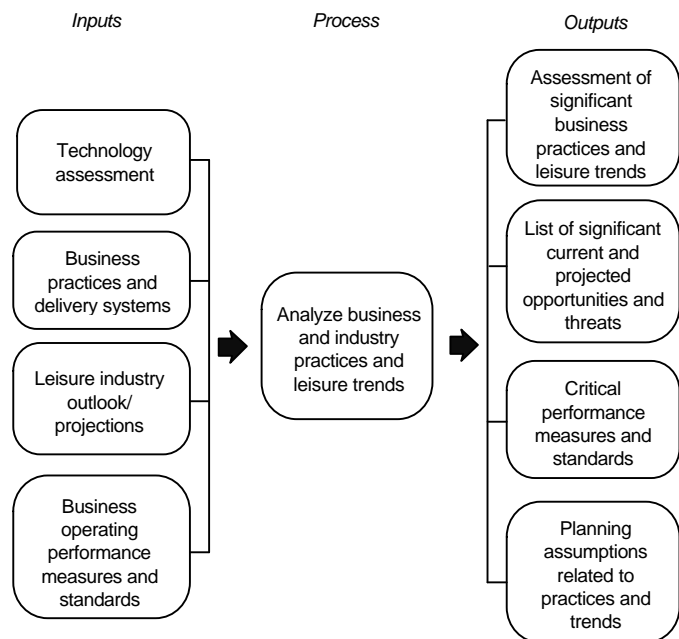 Inputs
Process
Outputs
Technology
assessment
Business
practices and
delivery systems
Leisure industry
outlook/
projections
Business
operating
performance
measures and
standards
Analyze business
and industry
practices and
leisure trends
Assessment of
significant
business
practices and
leisure trends
List of significant
current and
projected
opportunities and
threats
Critical
performance
measures and
standards
Planning
assumptions
related to
practices and
trends